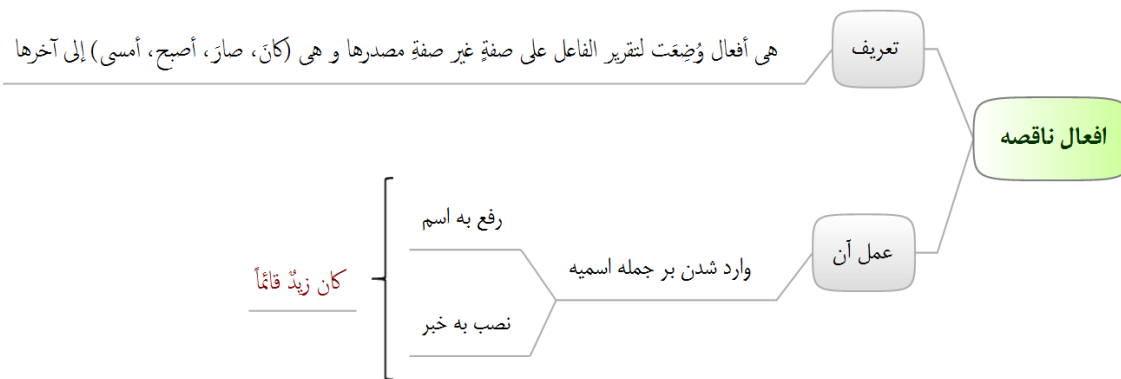 افعال ناقصه
تعریف
هی أفعال وُضِعَت لتقریر الفاعل علی صفةٍ غیر صفةِ مصدرها و هی (کانَ، صارَ، أصبح، أمسی) إلی آخرها
عمل آن
وارد شدن بر جمله اسمیه
رفع به اسم
نصب به خبر
کان زیدٌ قائماً